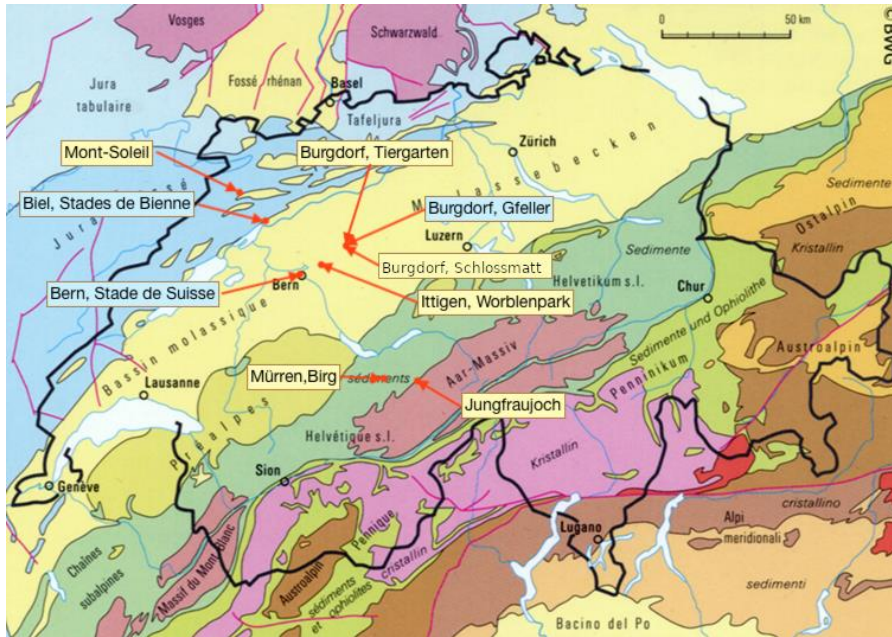 Vosges
Schwarzwald
0
50 km
©BWG
Jura
tabulaire
Fossé rhénan
Basel
Tafeljura
Mont-Soleil
Burgdorf, Tiergarten
Zürich
Molassebecken
Biel, Stades de Bienne
Burgdorf, Gfeller
Luzern
Burgdorf, Schlossmatt
Sedimente
Ostalpin
Kristallin
Sedimente
Bern, Stade de Suisse
Bern
Ittigen, Worblenpark
Helvetikum s.l.
Chur
Bassin molassique
Aar-Massiv
Sedimente und Ophiolithe
Penninikum
Austroalpin
Lausanne
Mürren,Birg
sédiments
Jungfraujoch
Préalpes
Helvétique s.l.
Kristallin
Genève
Sion
cristallino
Lugano
Alpi
meridionali
Chaînes
subalpines
Massif du Mont Blanc
Pennique
cristallin
Austroalpin
sédiments
et ophiolites
sedimenti
Bacino del Po